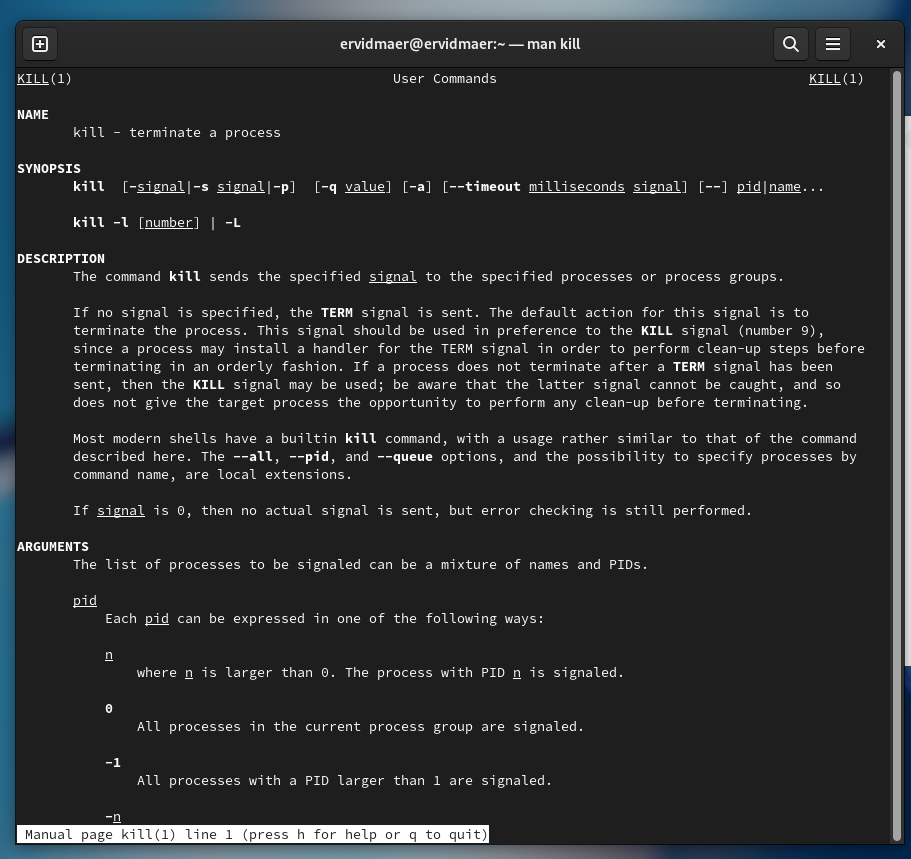 ervidmaer@ervidmaer:~ — man kill
KILL(1) User Commands KILL(1)
NAME
kill - terminate a process
SYNOPSIS
kill [-signal|-s signal|-p] [-q value] [-a] [--timeout milliseconds signal] [--] pid|name...
kill -l [number] | -L
DESCRIPTION
The command kill sends the specified signal to the specified processes or process groups.
If no signal is specified, the TERM signal is sent. The default action for this signal is to
terminate the process. This signal should be used in preference to the KILL signal (number 9),
since a process may install a handler for the TERM signal in order to perform clean-up steps before
terminating in an orderly fashion. If a process does not terminate after a TERM signal has been
sent, then the KILL signal may be used; be aware that the latter signal cannot be caught, and so
does not give the target process the opportunity to perform any clean-up before terminating.
Most modern shells have a builtin kill command, with a usage rather similar to that of the command
described here. The --all, --pid, and --queue options, and the possibility to specify processes by
command name, are local extensions.
If signal is 0, then no actual signal is sent, but error checking is still performed.
ARGUMENTS
The list of processes to be signaled can be a mixture of names and PIDs.
pid
Each pid can be expressed in one of the following ways:
n
where n is larger than 0. The process with PID n is signaled.
0
All processes in the current process group are signaled.
-1
All processes with a PID larger than 1 are signaled.
-n
Manual page kill(1) line 1 (press h for help or q to quit)